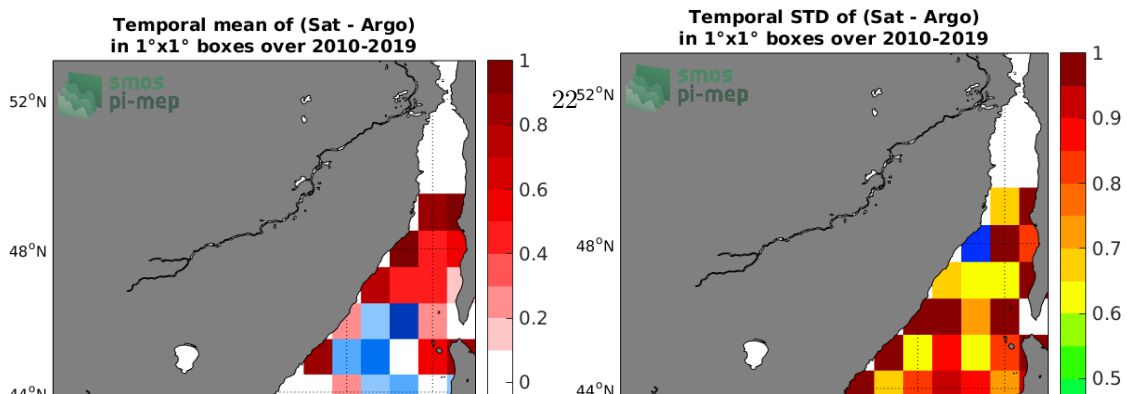 Temporal mean of (Sat - Argo)
in 1°x1° boxes over 2010-2019
smos
pi-mep
52°N
48°N
44°N
1
0.8
0.6
0.4
0.2
0
22
Temporal STD of (Sat - Argo)
in 1°x1° boxes over 2010-2019
smos
pi-mep
52°N
48°N
44°N
1
0.9
0.8
0.7
0.6
0.5